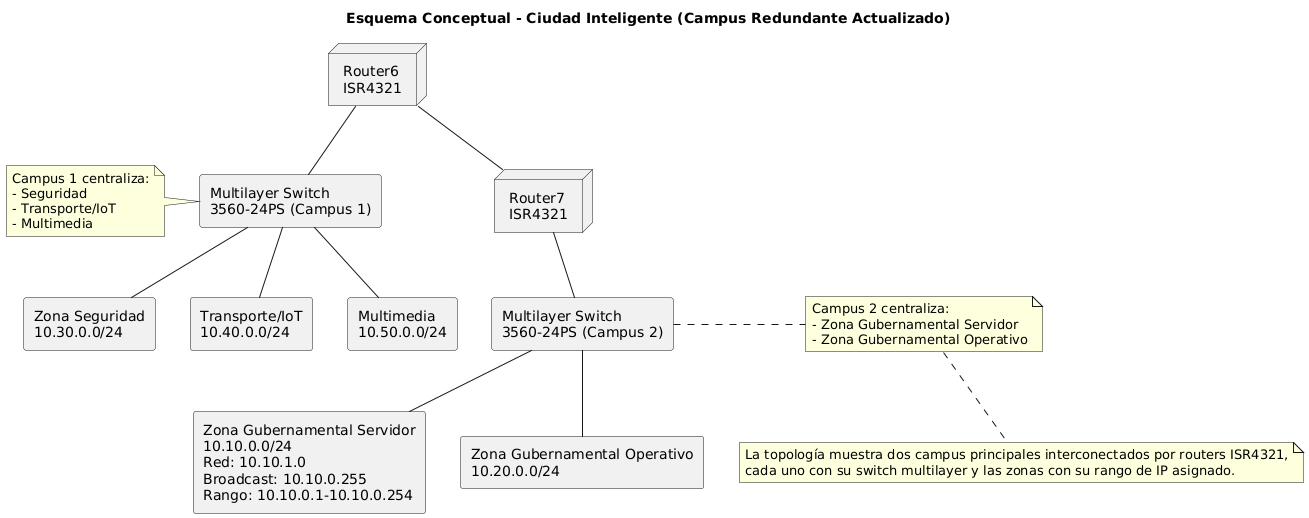 Esquema Conceptual - Ciudad Inteligente (Campus Redundante Actualizado)
Router6
ISR4321
Campus 1 centraliza:
- Seguridad
- Transporte/IoT
- Multimedia
Multilayer Switch
3560-24PS (Campus 1)
Router7
ISR4321
Zona Seguridad
10.30.0.0/24
Transporte/IoT
10.40.0.0/24
Multimedia
10.50.0.0/24
Multilayer Switch
3560-24PS (Campus 2)
Campus 2 centraliza:
- Zona Gubernamental Servidor
- Zona Gubernamental Operativo
Zona Gubernamental Servidor
10.10.0.0/24
Red: 10.10.1.0
Broadcast: 10.10.0.255
Rango: 10.10.0.1-10.10.0.254
Zona Gubernamental Operativo
10.20.0.0/24
La topología muestra dos campus principales interconectados por routers ISR4321,
cada uno con su switch multilayer y las zonas con su rango de IP asignado.